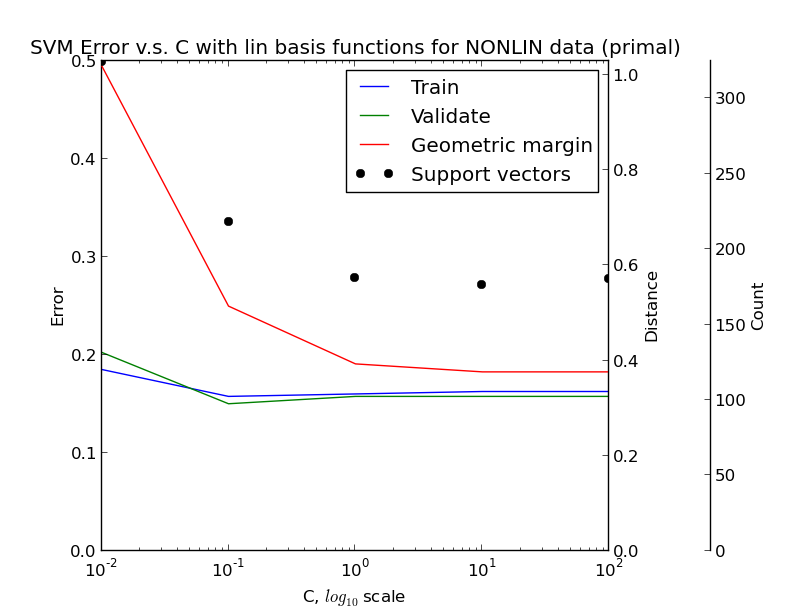 SVM Error v.s. C with lin basis functions for NONLIN data (primal)
Train
Validate
Geometric margin
Support vectors
Error
0.5
0.4
0.3
0.2
0.1
0.0
Distance
1.0
0.8
0.6
0.4
0.2
0.0
Count
300
250
200
150
100
50
0
10^-2 10^-1 10^0 10^1 10^2
C, log_10 scale